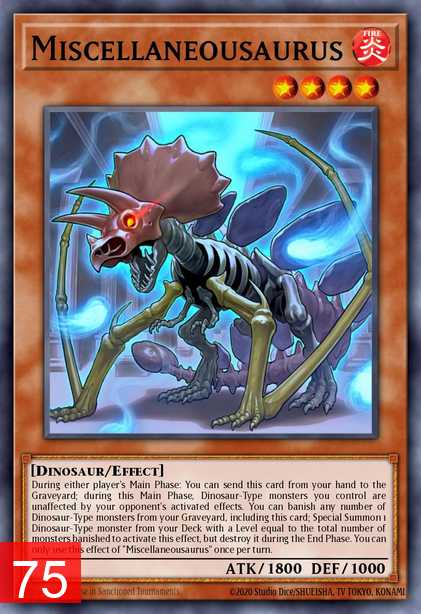 MISCELLANEOUSAURUS
FIRE
炎
[DINOSAUR/EFFECT]
During either player's Main Phase: You can send this card from your hand to the
Graveyard; during this Main Phase, Dinosaur-Type monsters you control are
unaffected by your opponent's activated effects. You can banish any number of
Dinosaur-Type monsters from your Graveyard, including this card; Special Summon 1
Dinosaur-Type monster from your Deck with a Level equal to the total number of
monsters banished to activate this effect, but destroy it during the End Phase. You can
only use this effect of "Miscellaneousaurus" once per turn.
ATK/1800 DEF/1000
75
Use in Sanctioned Tournaments
©2020 Studio Dice/SHUEISHA, TV TOKYO, KONAMI